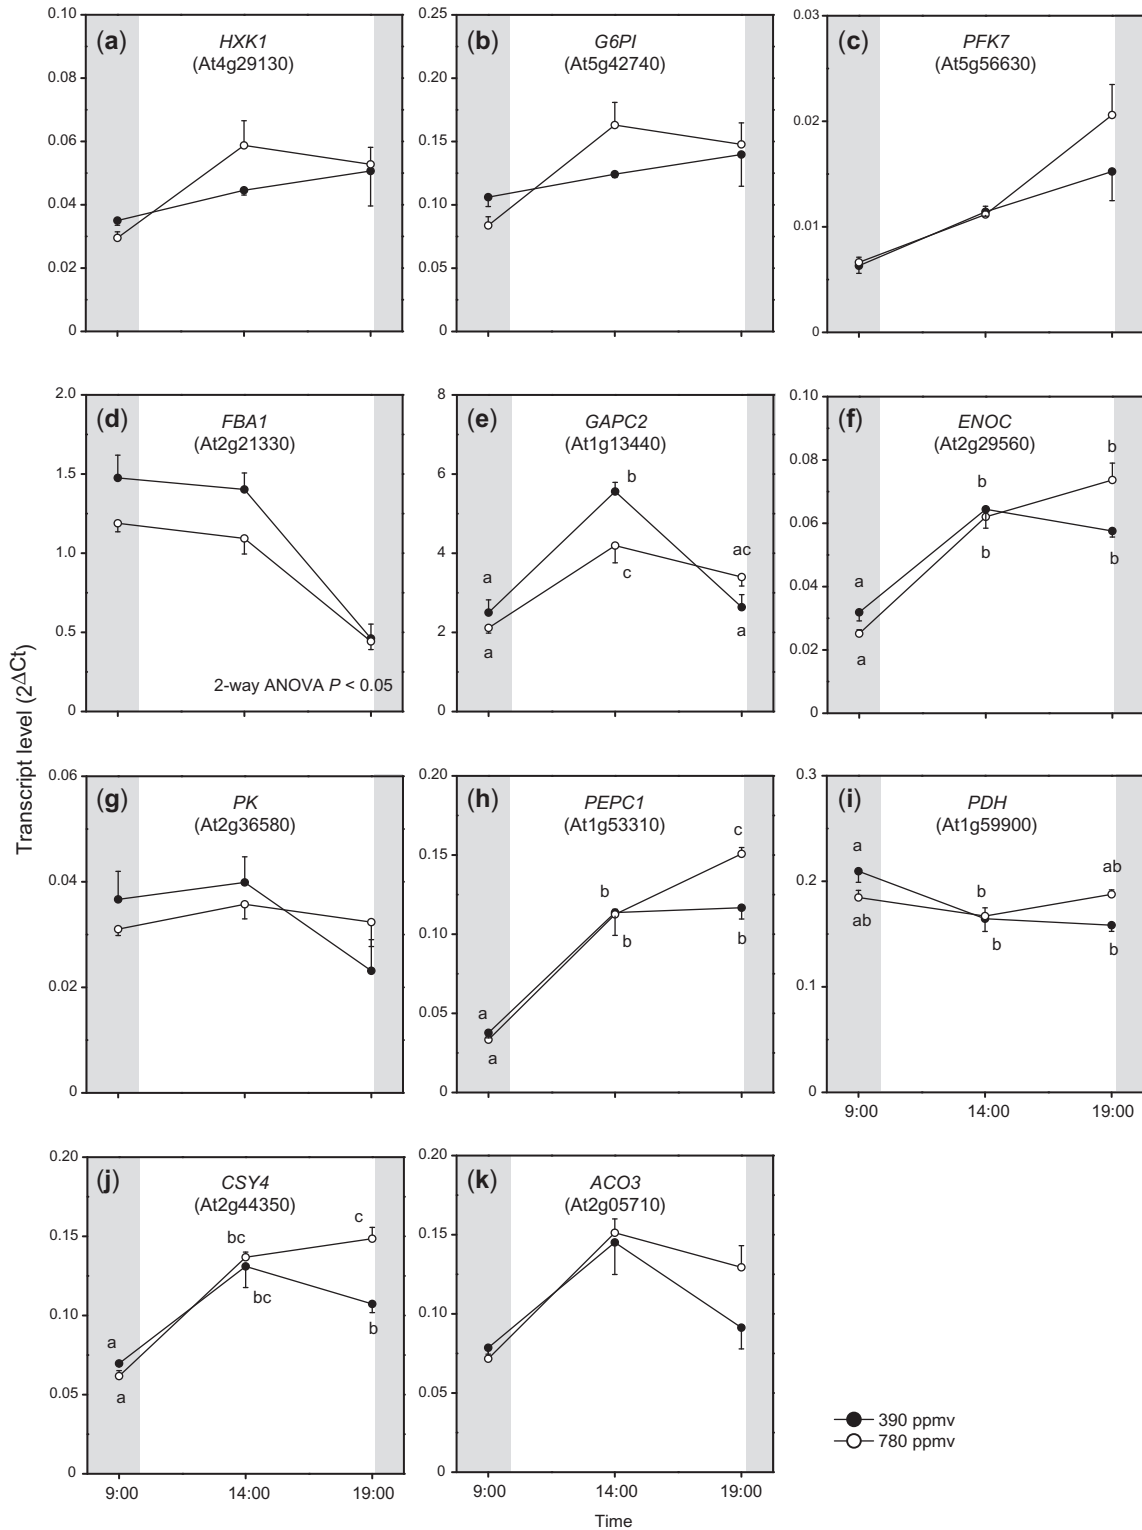 (a)
HXK1
(At4g29130)
0.10
0.08
0.06
0.04
0.02
0
(b)
G6PI
(At5g42740)
0.25
0.20
0.15
0.10
0.05
0
(c)
PFK7
(At5g56630)
0.03
0.02
0.01
0
(d)
FBA1
(At2g21330)
2.0
1.5
1.0
0.5
0
2-way ANOVA P < 0.05
(e)
GAPC2
(At1g13440)
8
6
4
2
0
a
a
b
c
ac
a
(f)
ENOC
(At2g29560)
0.10
0.08
0.06
0.04
0.02
0
a
a
b
b
b
b
Transcript level (2ΔCt)
(g)
PK
(At2g36580)
0.06
0.04
0.02
0
(h)
PEPC1
(At1g53310)
0.20
0.15
0.10
0.05
0
a
a
b
b
c
b
(i)
PDH
(At1g59900)
0.3
0.2
0.1
0
a
ab
b
b
ab
b
9:00 14:00 19:00
(j)
CSY4
(At2g44350)
0.20
0.15
0.10
0.05
0
a
a
bc
bc
c
b
9:00 14:00 19:00
(k)
ACO3
(At2g05710)
0.20
0.15
0.10
0.05
0
9:00 14:00 19:00
Time
390 ppmv
780 ppmv